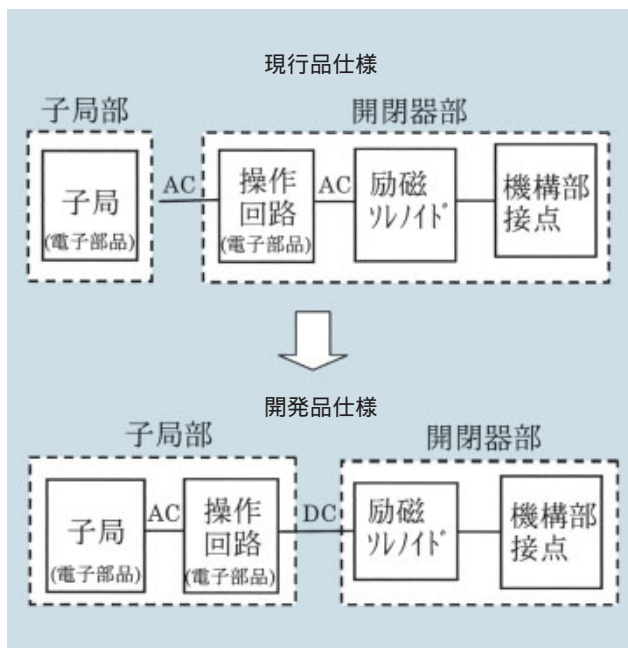 現行品仕様
子局部
開閉器部
子局
(電子部品)
AC
操作
回路
(電子部品)
AC
励磁
ソレノイド
機構部
接点
開発品仕様
子局部
開閉器部
子局
(電子部品)
AC
操作
回路
(電子部品)
DC
励磁
ソレノイド
機構部
接点